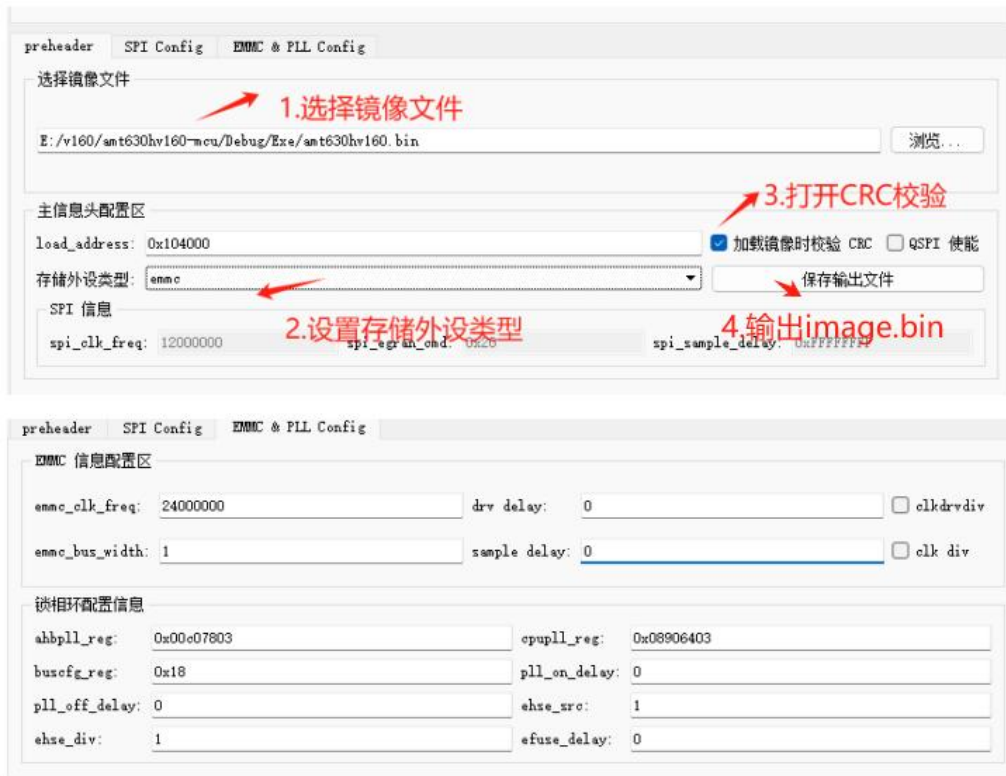 preheader SPI Config EMMC & PLL Config
选择镜像文件
1.选择镜像文件
E:/v160/amt630hv160-mcu/Debug/Exe/amt630hv160.bin 浏览...
3.打开CRC校验
主信息头配置区
load_address: 0x104000 加载镜像时校验 CRC QSPI 使能
存储外设类型: emmc 保存输出文件
SPI 信息
2.设置存储外设类型 4.输出image.bin
spi_clk_freq: 12000000 spi_egran_cmd: 0x26 spi_sample_delay: 0xFFFFFFFF
preheader SPI Config EMMC & PLL Config
EMMC 信息配置区
emmc_clk_freq: 24000000 drv delay: 0 clkdrvdiv
emmc_bus_width: 1 sample delay: 0 clk div
锁相环配置信息
ahbpll_reg: 0x00c07803 cpupll_reg: 0x08906403
buscfg_reg: 0x18 pll_on_delay: 0
pll_off_delay: 0 ehse_src: 1
ehse_div: 1 efuse_delay: 0